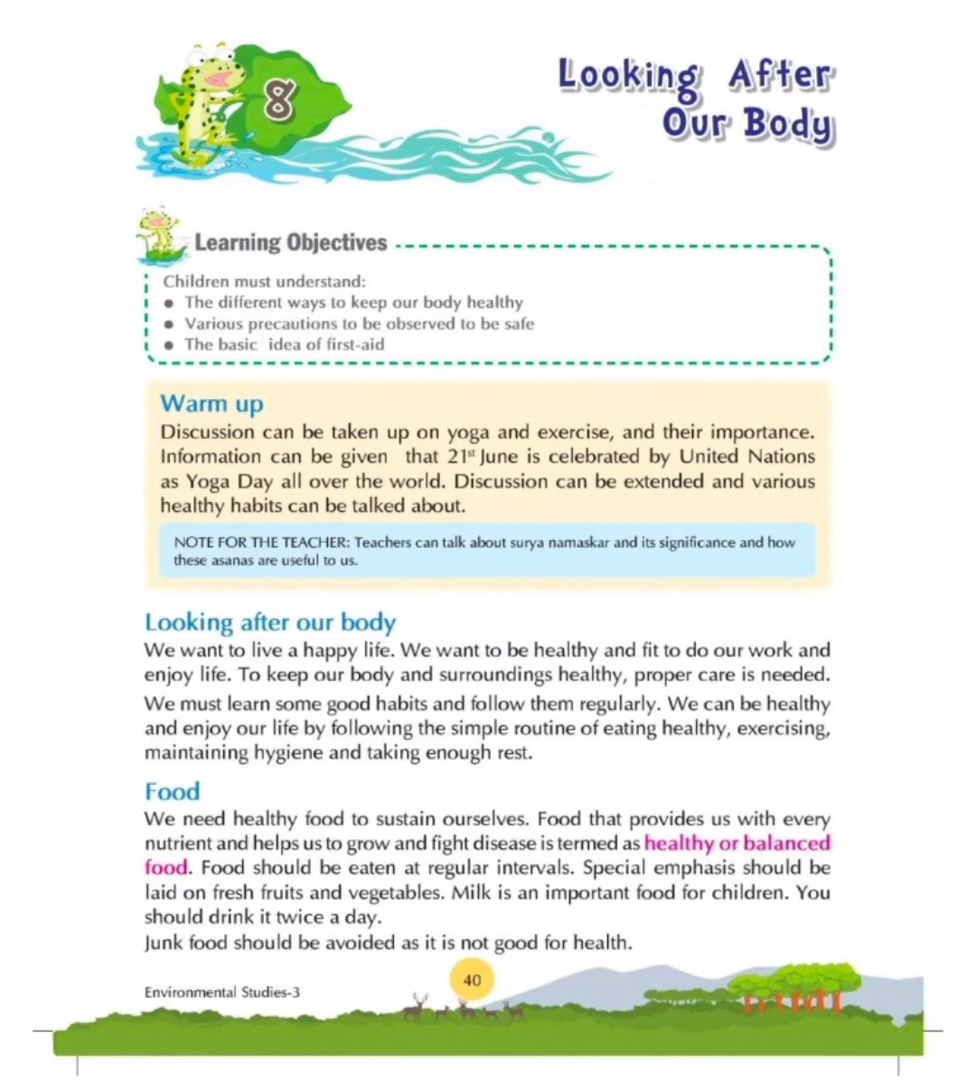 8
Looking After
Our Body
Learning Objectives
Children must understand:
● The different ways to keep our body healthy
● Various precautions to be observed to be safe
● The basic idea of first-aid
Warm up
Discussion can be taken up on yoga and exercise, and their importance.
Information can be given that 21st June is celebrated by United Nations
as Yoga Day all over the world. Discussion can be extended and various
healthy habits can be talked about.
NOTE FOR THE TEACHER: Teachers can talk about surya namaskar and its significance and how
these asanas are useful to us.
Looking after our body
We want to live a happy life. We want to be healthy and fit to do our work and
enjoy life. To keep our body and surroundings healthy, proper care is needed.
We must learn some good habits and follow them regularly. We can be healthy
and enjoy our life by following the simple routine of eating healthy, exercising,
maintaining hygiene and taking enough rest.
Food
We need healthy food to sustain ourselves. Food that provides us with every
nutrient and helps us to grow and fight disease is termed as healthy or balanced
food. Food should be eaten at regular intervals. Special emphasis should be
laid on fresh fruits and vegetables. Milk is an important food for children. You
should drink it twice a day.
Junk food should be avoided as it is not good for health.
40
Environmental Studies-3